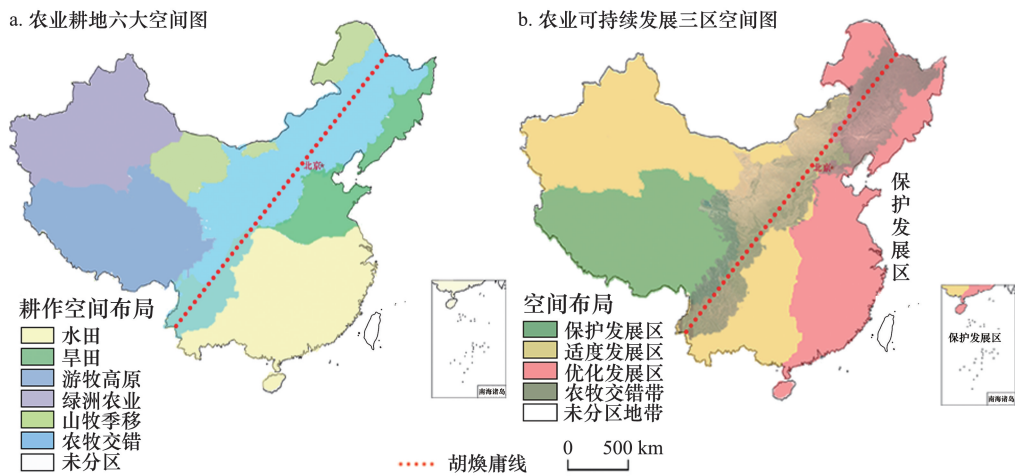 a. 农业耕地六大空间图
北京
耕作空间布局
水田
旱田
游牧高原
绿洲农业
山牧季移
农牧交错
未分区
南海诸岛
b. 农业可持续发展三区空间图
北京
保护发展区
空间布局
保护发展区
适度发展区
优化发展区
农牧交错带
未分区地带
保护发展区
南海诸岛
胡焕庸线
0 500 km